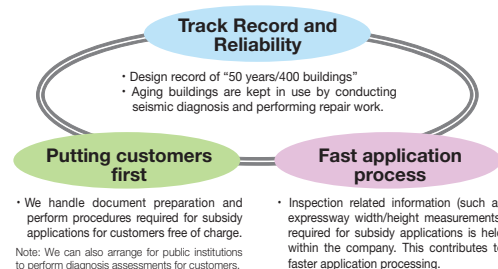 Track Record and
Reliability
・Design record of “50 years/400 buildings”
・Aging buildings are kept in use by conducting
seismic diagnosis and performing repair work.
Putting customers
first
Fast application
process
・We handle document preparation and
perform procedures required for subsidy
applications for customers free of charge.
Note: We can also arrange for public institutions
to perform diagnosis assessments for customers.
・Inspection related information (such a
expressway width/height measurements
required for subsidy applications is held
within the company. This contributes t
faster application processing.